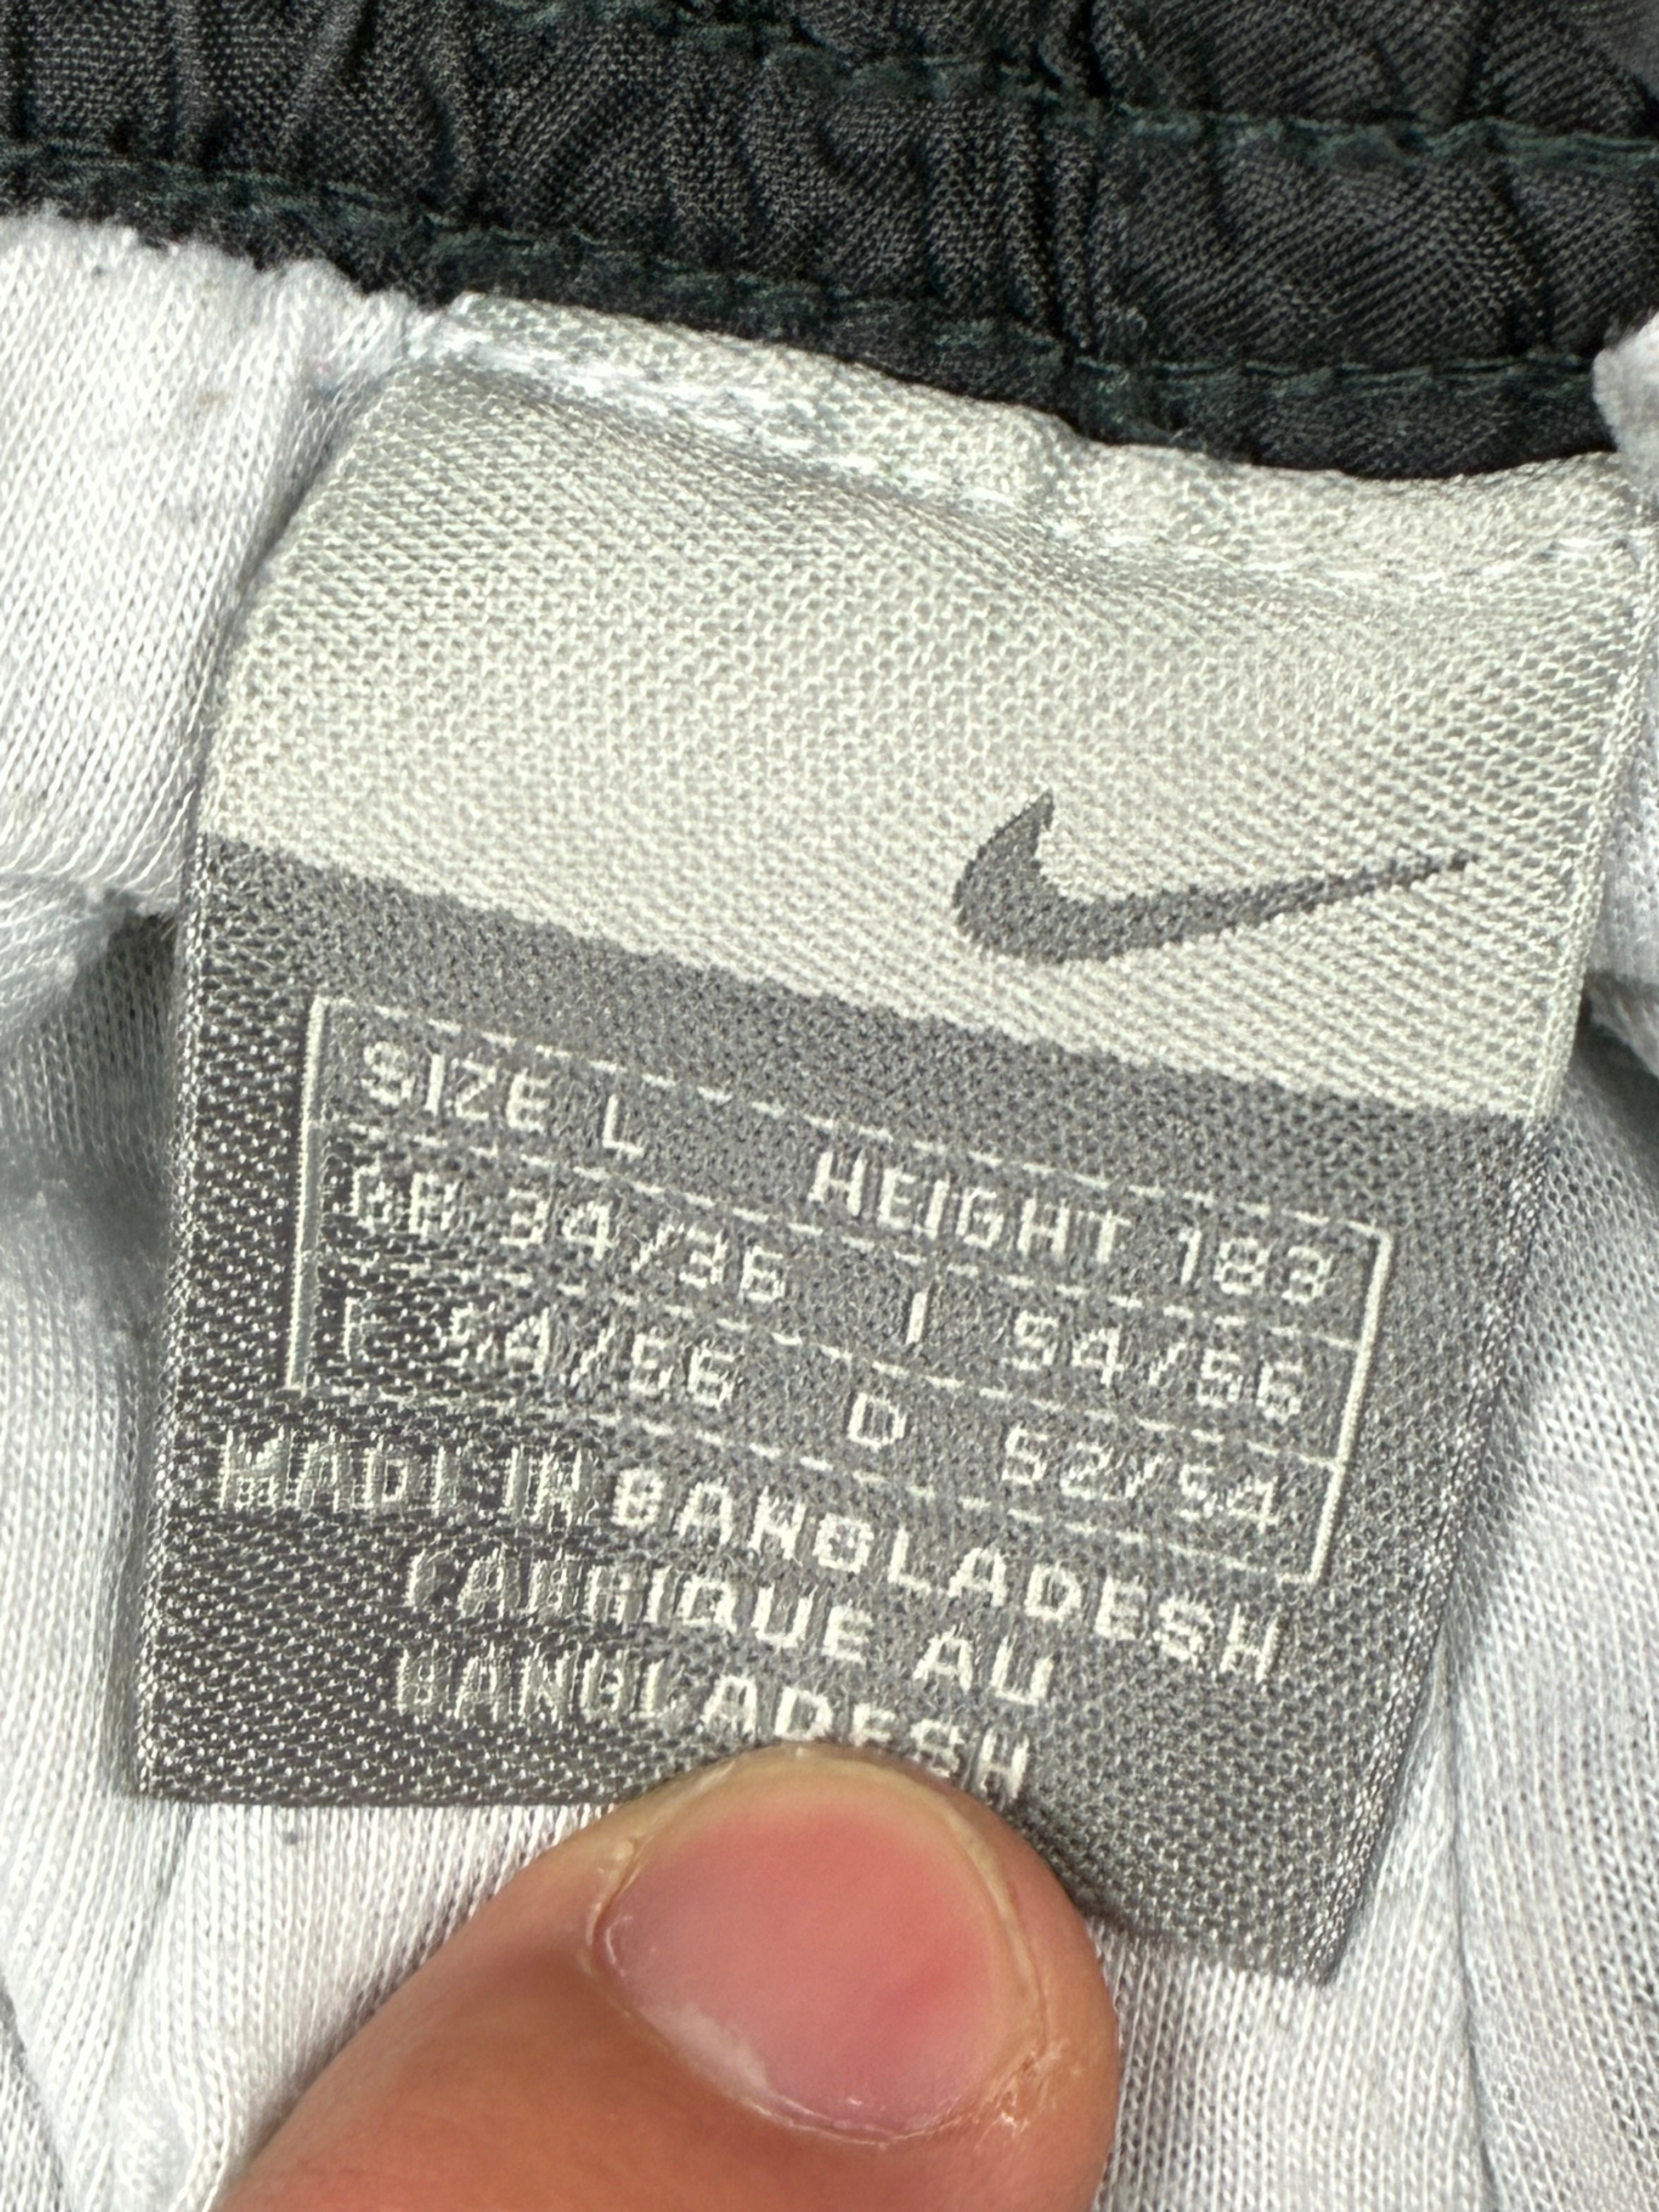 SIZE L HEIGHT 183
GB 34/36 I 54/56
E 54/56 D 52/54
MADE IN BANGLADESH
FABRIQUE AU
BANGLADESH